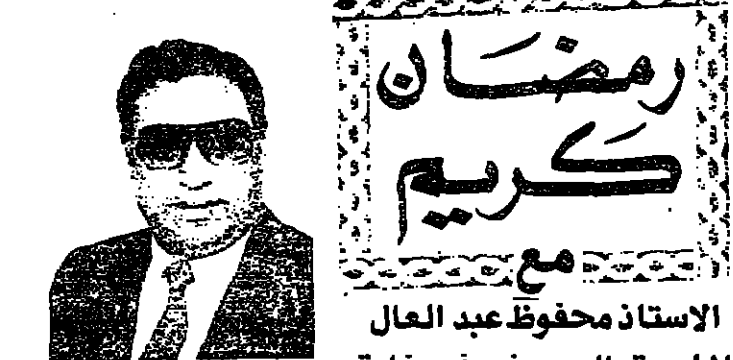 رمضان
كريم
مع
الاستاذ محفوظ عبد العال